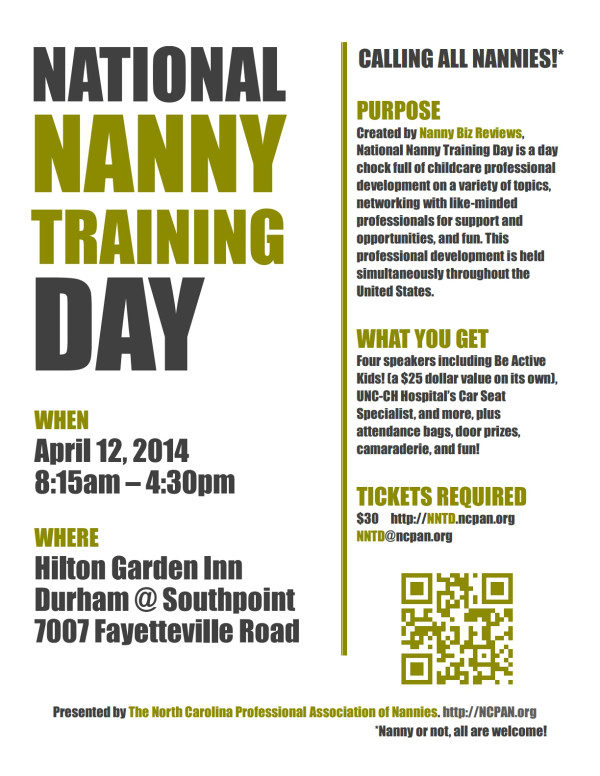 NATIONAL
NANNY
TRAINING
DAY
WHEN
April 12, 2014
8:15am – 4:30pm
WHERE
Hilton Garden Inn
Durham @ Southpoint
7007 Fayetteville Road
CALLING ALL NANNIES!*
PURPOSE
Created by Nanny Biz Reviews,
National Nanny Training Day is a day
chock full of childcare professional
development on a variety of topics,
networking with like-minded
professionals for support and
opportunities, and fun. This
professional development is held
simultaneously throughout the
United States.
WHAT YOU GET
Four speakers including Be Active
Kids! (a $25 dollar value on its own),
UNC-CH Hospital's Car Seat
Specialist, and more, plus
attendance bags, door prizes,
camaraderie, and fun!
TICKETS REQUIRED
$30 http://NNTD.ncpan.org
NNTD@ncpan.org
Presented by The North Carolina Professional Association of Nannies. http://NCPAN.org
*Nanny or not, all are welcome!